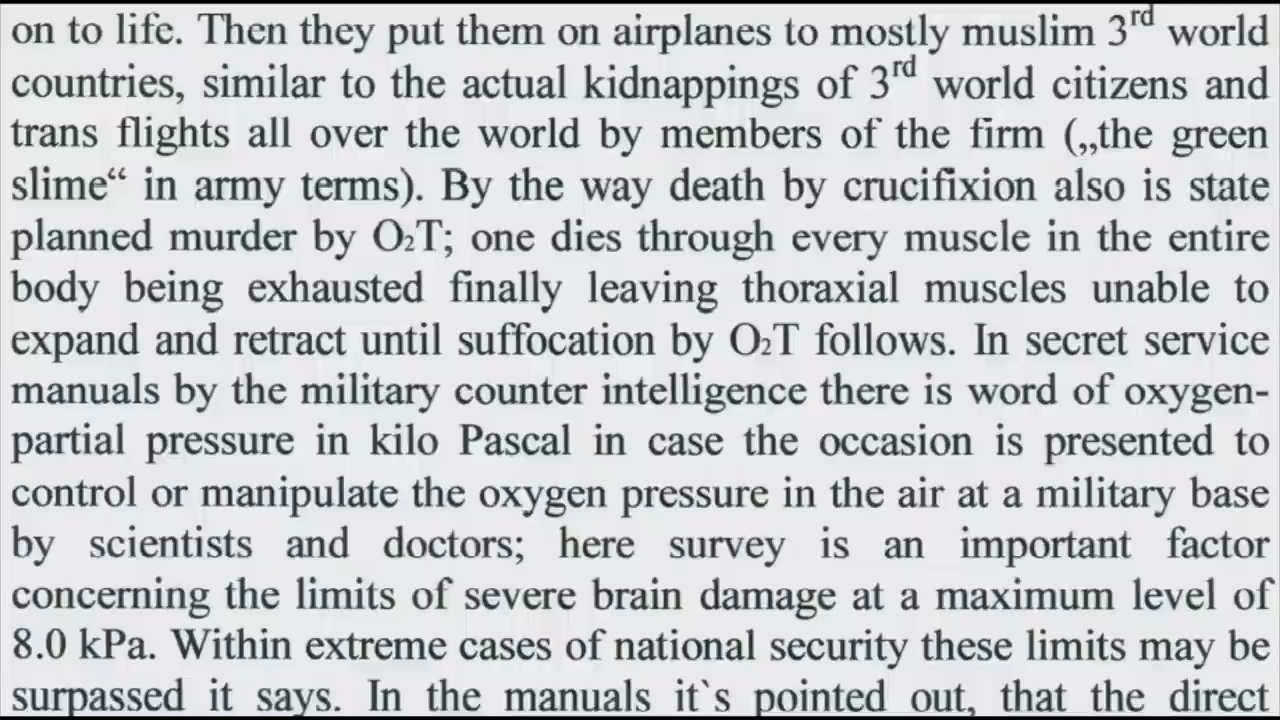 on to life. Then they put them on airplanes to mostly muslim 3rd world
countries, similar to the actual kidnappings of 3rd world citizens and
trans flights all over the world by members of the firm („the green
slime“ in army terms). By the way death by crucifixion also is state
planned murder by O₂T; one dies through every muscle in the entire
body being exhausted finally leaving thoraxial muscles unable to
expand and retract until suffocation by O₂T follows. In secret service
manuals by the military counter intelligence there is word of oxygen-
partial pressure in kilo Pascal in case the occasion is presented to
control or manipulate the oxygen pressure in the air at a military base
by scientists and doctors; here survey is an important factor
concerning the limits of severe brain damage at a maximum level of
8.0 kPa. Within extreme cases of national security these limits may be
surpassed it says. In the manuals it`s pointed out, that the direct